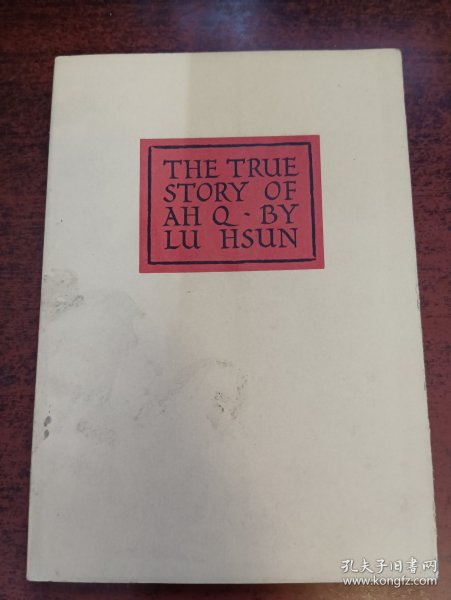 THE TRUE
STORY OF
AH Q · BY
LU HSUN
孔夫子旧书网
www.kongfz.com